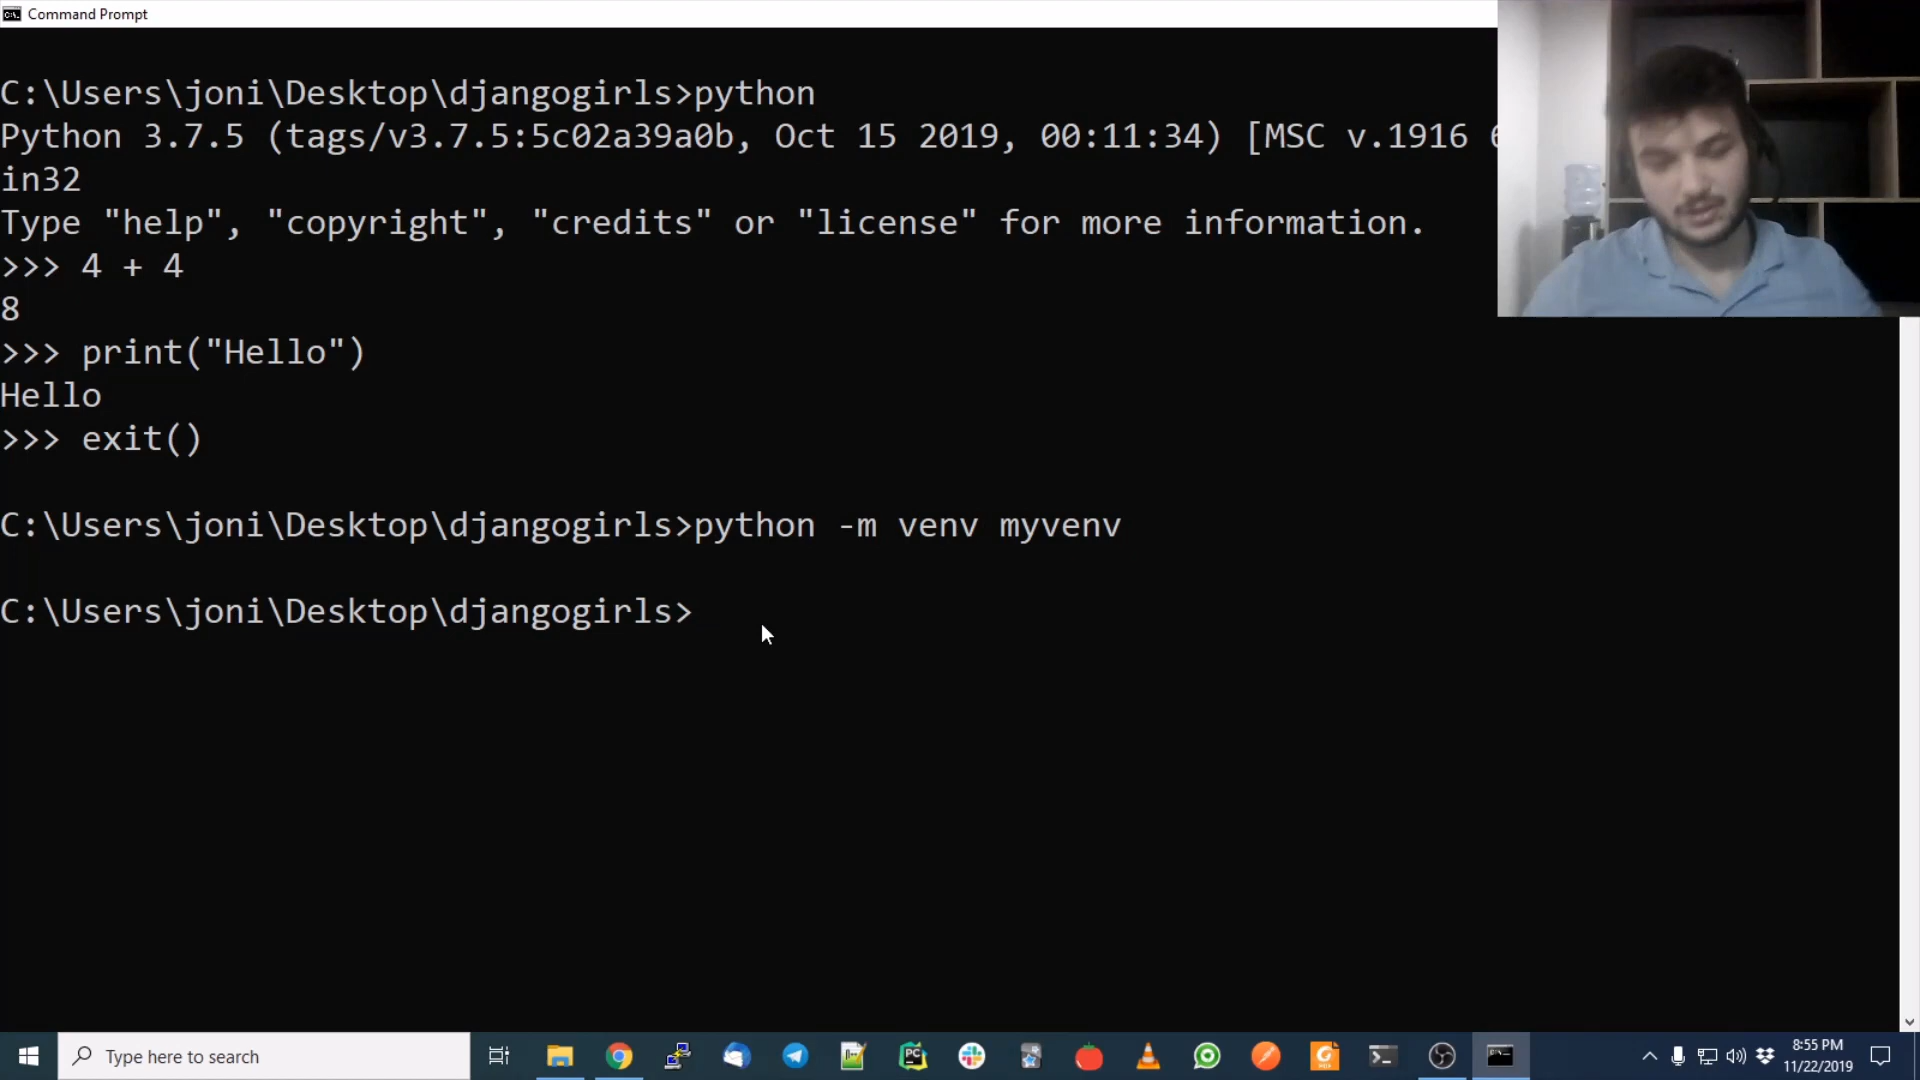 Command Prompt
C:\Users\joni\Desktop\djangogirls>python
Python 3.7.5 (tags/v3.7.5:5c02a39a0b, Oct 15 2019, 00:11:34) [MSC v.1916
in32
Type "help", "copyright", "credits" or "license" for more information.
>>> 4 + 4
8
>>> print("Hello")
Hello
>>> exit()
C:\Users\joni\Desktop\djangogirls>python -m venv myvenv
C:\Users\joni\Desktop\djangogirls>
Type here to search
8:55 PM
11/22/2019